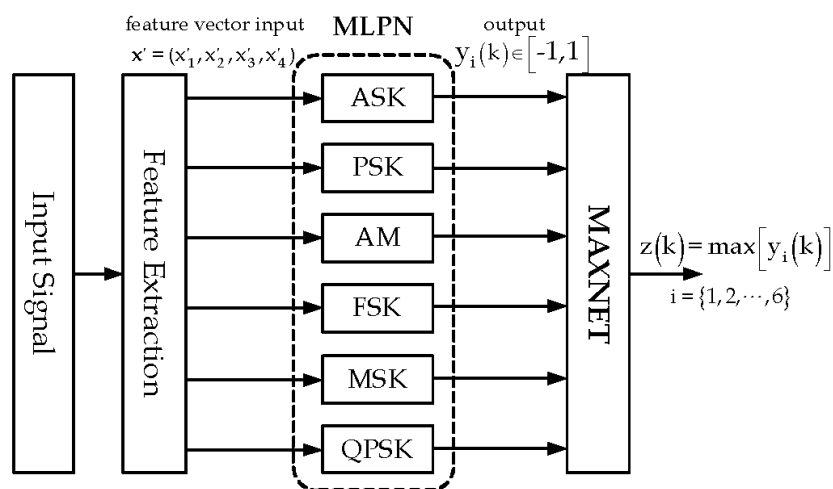 feature vector input
x' = (x'₁,x'₂,x'₃,x'₄)
MLPN
output
yᵢ(k)∈[-1,1]
Input Signal
Feature Extraction
ASK
PSK
AM
FSK
MSK
QPSK
MAXNET
z(k)=max[yᵢ(k)]
i = {1, 2, ⋯, 6}